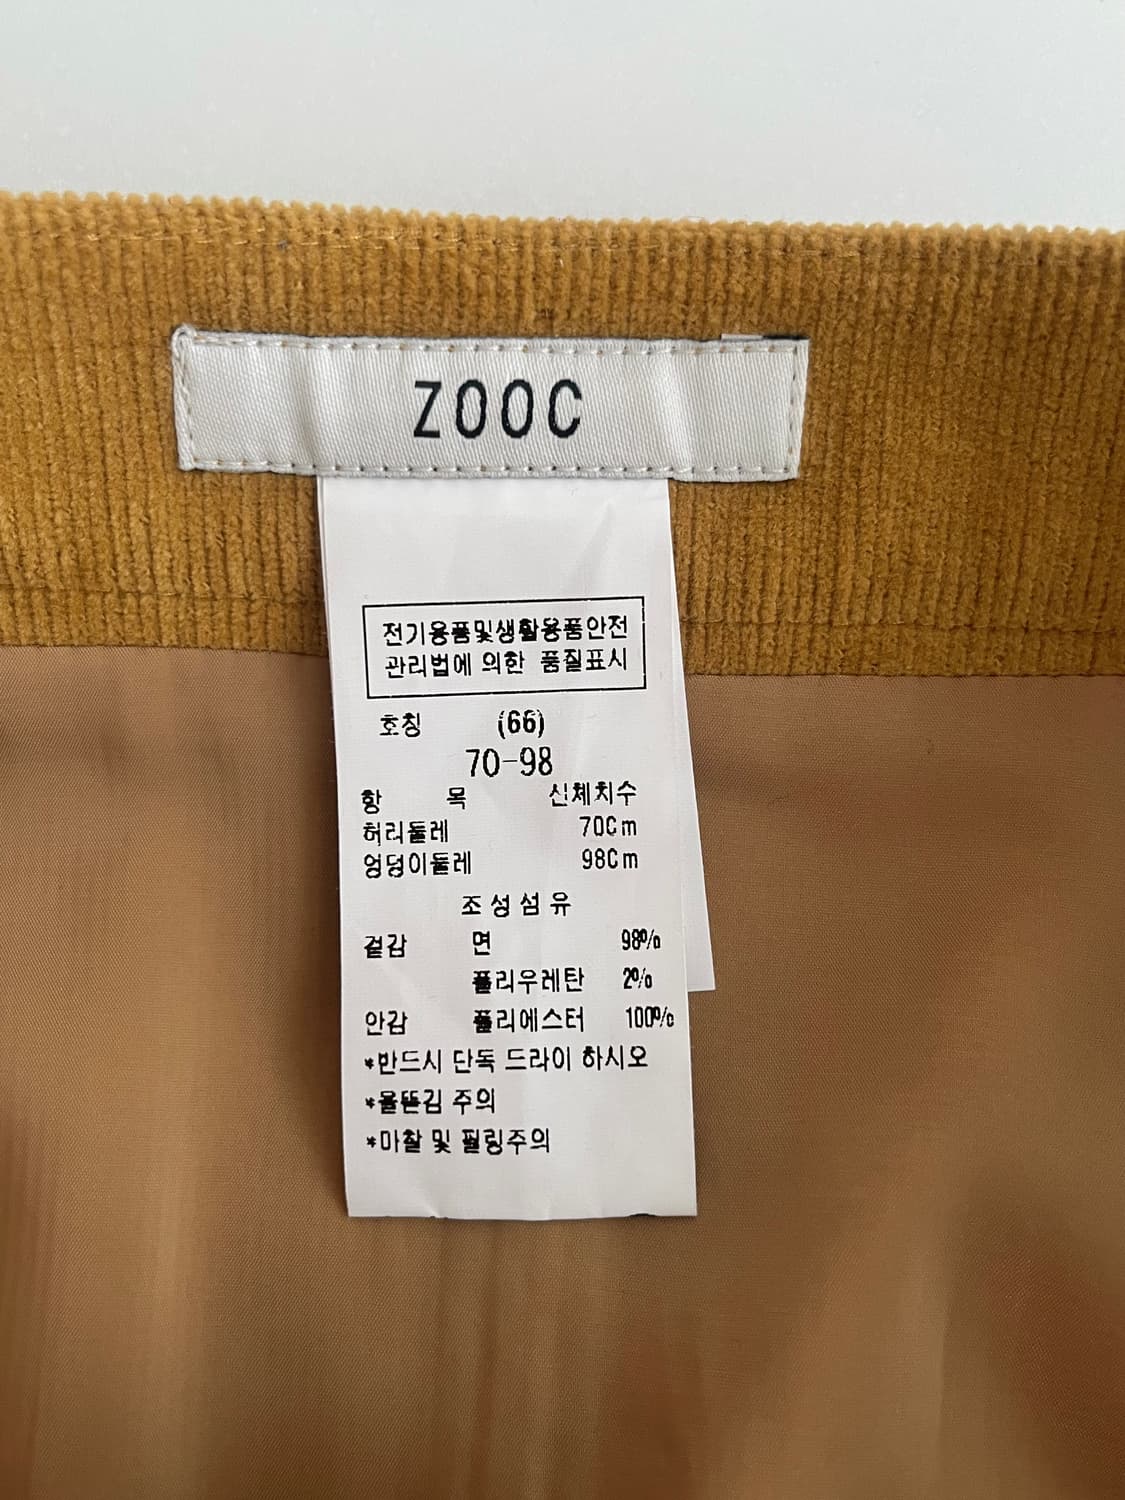 ZOOC
전기용품및생활용품안전
관리법에 의한 품질표시
호칭 (66)
70-98
항 목 신체치수
허리둘레 70Cm
엉덩이둘레 98Cm
조성섬유
겉감 면 98%
폴리우레탄 2%
안감 폴리에스터 100%
*반드시 단독 드라이 하시오
*올뜯김 주의
*마찰 및 필링주의